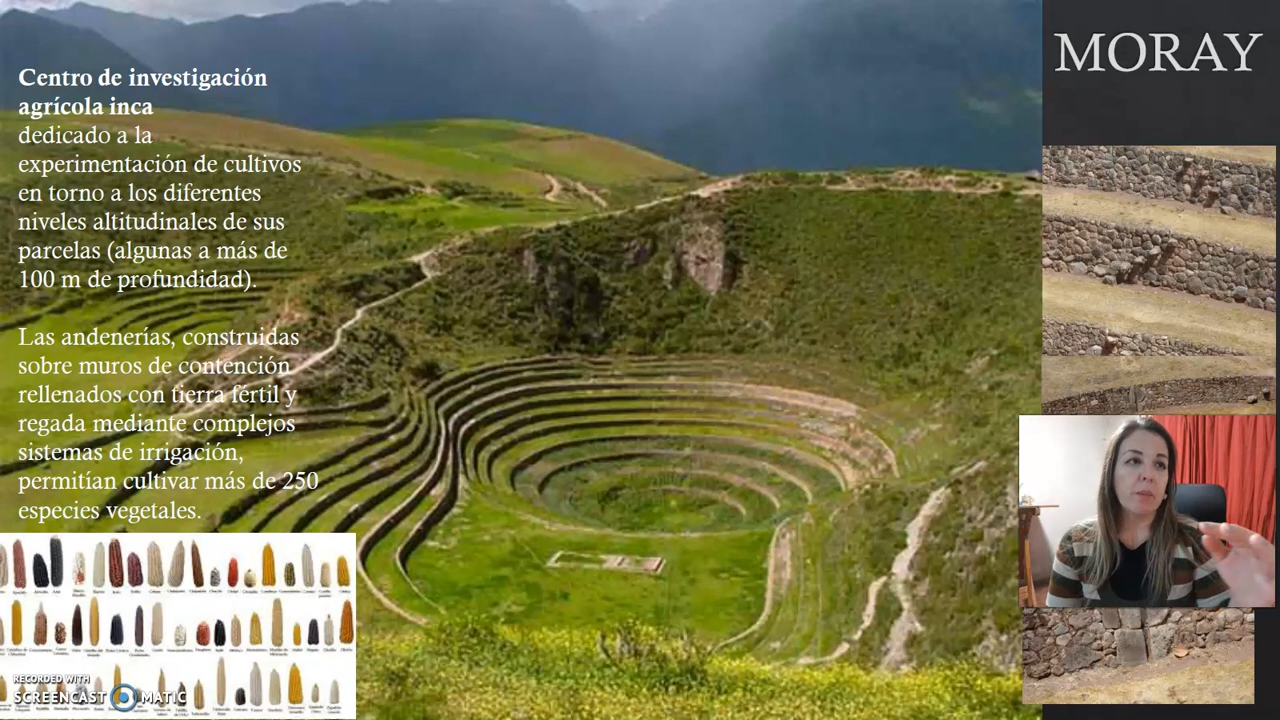 MORAY
Centro de investigación
agrícola inca
dedicado a la
experimentación de cultivos
en torno a los diferentes
niveles altitudinales de sus
parcelas (algunas a más de
100 m de profundidad).
Las andenerías, construidas
sobre muros de contención
rellenados con tierra fértil y
regada mediante complejos
sistemas de irrigación,
permitían cultivar más de 250
especies vegetales.
RECORDED WITH
SCREENCAST MATIC